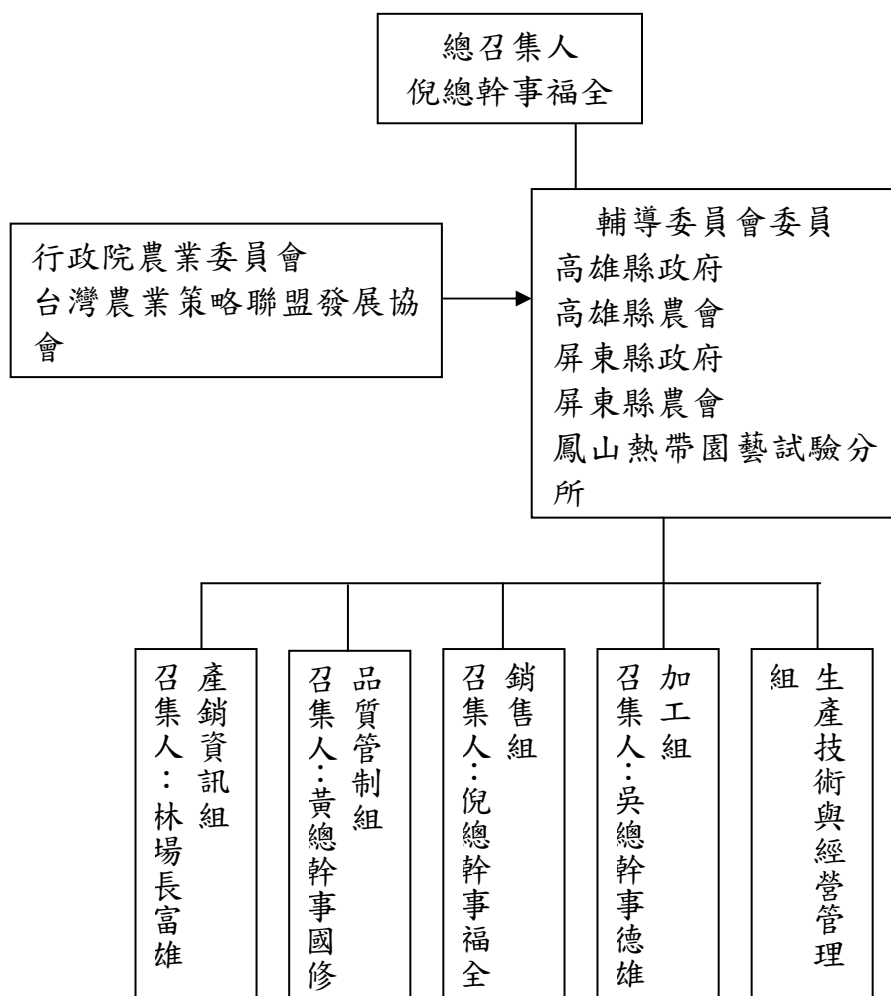 總召集人
倪總幹事福全
輔導委員會委員
高雄縣政府
高雄縣農會
屏東縣政府
屏東縣農會
鳳山熱帶園藝試驗分
所
行政院農業委員會
台灣農業策略聯盟發展協
會
產銷資訊組
召集人：林場長富雄
品質管制組
召集人：黃總幹事國修
銷售組
召集人：倪總幹事福全
加工組
召集人：吳總幹事德雄
生產技術與經營管理
組